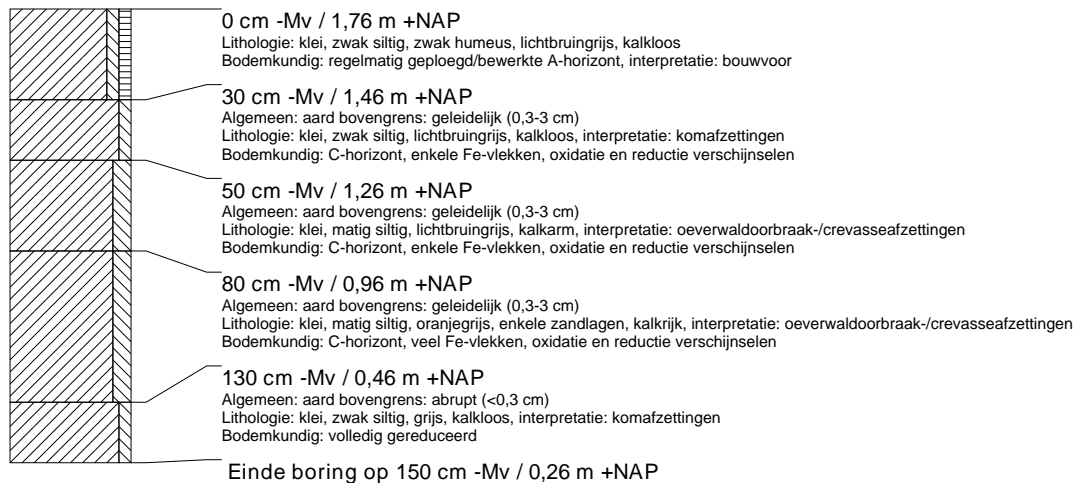 0 cm -Mv / 1,76 m +NAP
Lithologie: klei, zwak siltig, zwak humeus, lichtbruingrijs, kalkloos
Bodemkundig: regelmatig geploegd/bewerkte A-horizont, interpretatie: bouwvoor
30 cm -Mv / 1,46 m +NAP
Algemeen: aard bovengrens: geleidelijk (0,3-3 cm)
Lithologie: klei, zwak siltig, lichtbruingrijs, kalkloos, interpretatie: komafzettingen
Bodemkundig: C-horizont, enkele Fe-vlekken, oxidatie en reductie verschijnselen
50 cm -Mv / 1,26 m +NAP
Algemeen: aard bovengrens: geleidelijk (0,3-3 cm)
Lithologie: klei, matig siltig, lichtbruingrijs, kalkarm, interpretatie: oeverwaldoorbraak-/crevasseafzettingen
Bodemkundig: C-horizont, enkele Fe-vlekken, oxidatie en reductie verschijnselen
80 cm -Mv / 0,96 m +NAP
Algemeen: aard bovengrens: geleidelijk (0,3-3 cm)
Lithologie: klei, matig siltig, oranjegrijs, enkele zandlagen, kalkrijk, interpretatie: oeverwaldoorbraak-/crevasseafzettingen
Bodemkundig: C-horizont, veel Fe-vlekken, oxidatie en reductie verschijnselen
130 cm -Mv / 0,46 m +NAP
Algemeen: aard bovengrens: abrupt (<0,3 cm)
Lithologie: klei, zwak siltig, grijs, kalkloos, interpretatie: komafzettingen
Bodemkundig: volledig gereduceerd
Einde boring op 150 cm -Mv / 0,26 m +NAP